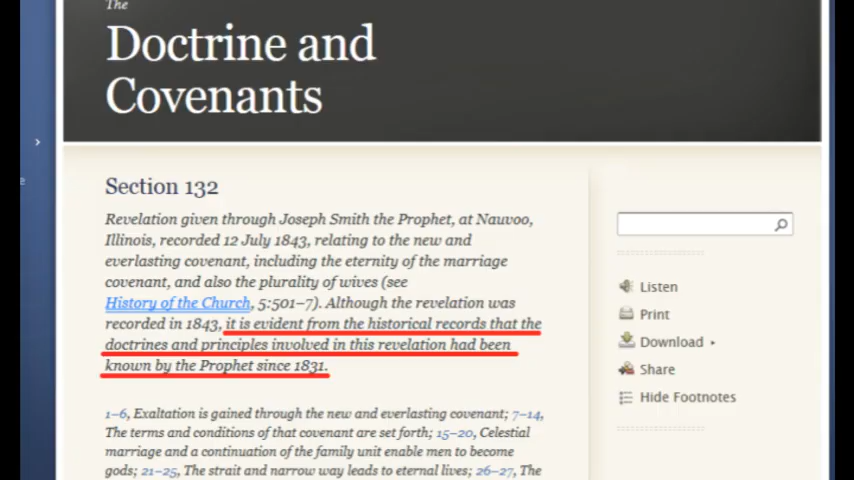 The
Doctrine and
Covenants
Section 132
Revelation given through Joseph Smith the Prophet, at Nauvoo,
Illinois, recorded 12 July 1843, relating to the new and
everlasting covenant, including the eternity of the marriage
covenant, and also the plurality of wives (see
History of the Church, 5:501–7). Although the revelation was
recorded in 1843, it is evident from the historical records that the
doctrines and principles involved in this revelation had been
known by the Prophet since 1831.
1–6, Exaltation is gained through the new and everlasting covenant; 7–14,
The terms and conditions of that covenant are set forth; 15–20, Celestial
marriage and a continuation of the family unit enable men to become
gods; 21–25, The strait and narrow way leads to eternal lives; 26–27, The
Listen
Print
Download
Share
Hide Footnotes